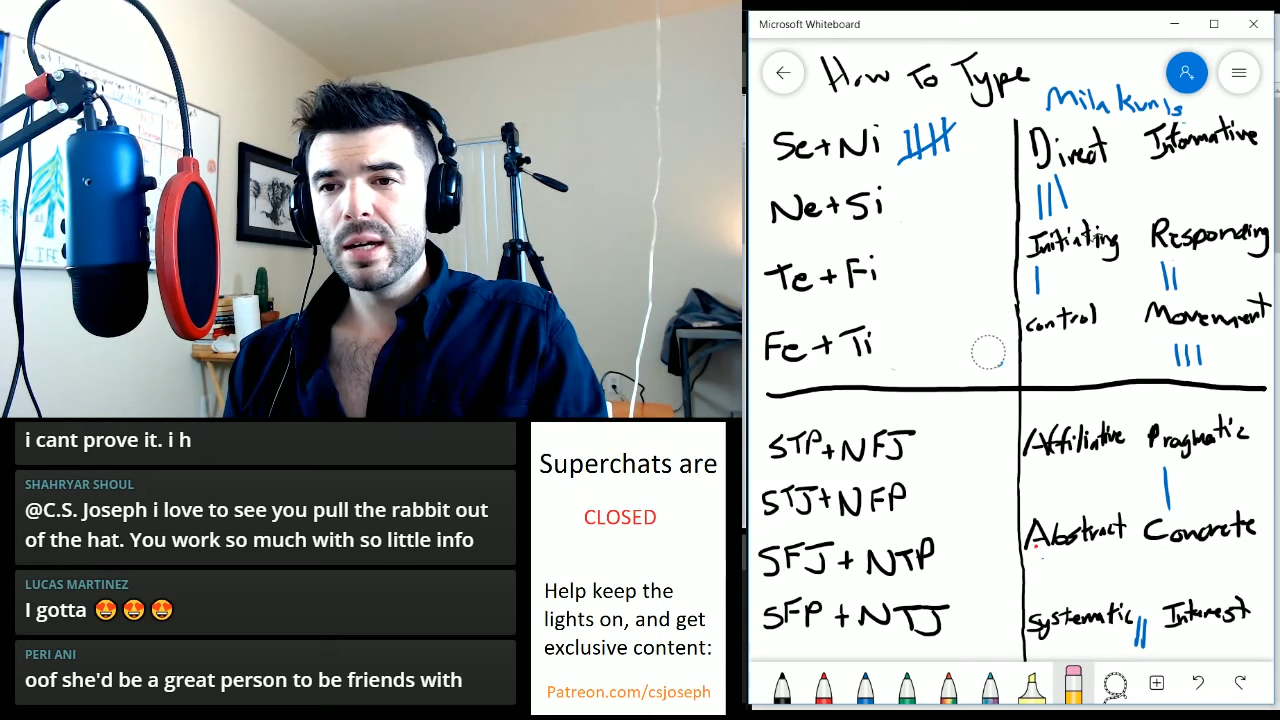 LIFE
i cant prove it. i h
SHAHRYAR SHOUL
@C.S. Joseph i love to see you pull the rabbit out
of the hat. You work so much with so little info
LUCAS MARTINEZ
I gotta 😍 😍 😍
PERI ANI
oof she'd be a great person to be friends with
Superchats are
CLOSED
Help keep the
lights on, and get
exclusive content:
Patreon.com/csjoseph
Microsoft Whiteboard
How To Type
Mila Kunis
Se + Ni
Ne + Si
Te + Fi
Fe + Ti
Direct Informative
Initiating Responding
control Movement
STP + NFJ
STJ + NFP
SFJ + NTP
SFP + NTJ
Affiliative Pragmatic
Abstract Concrete
Systematic Interest